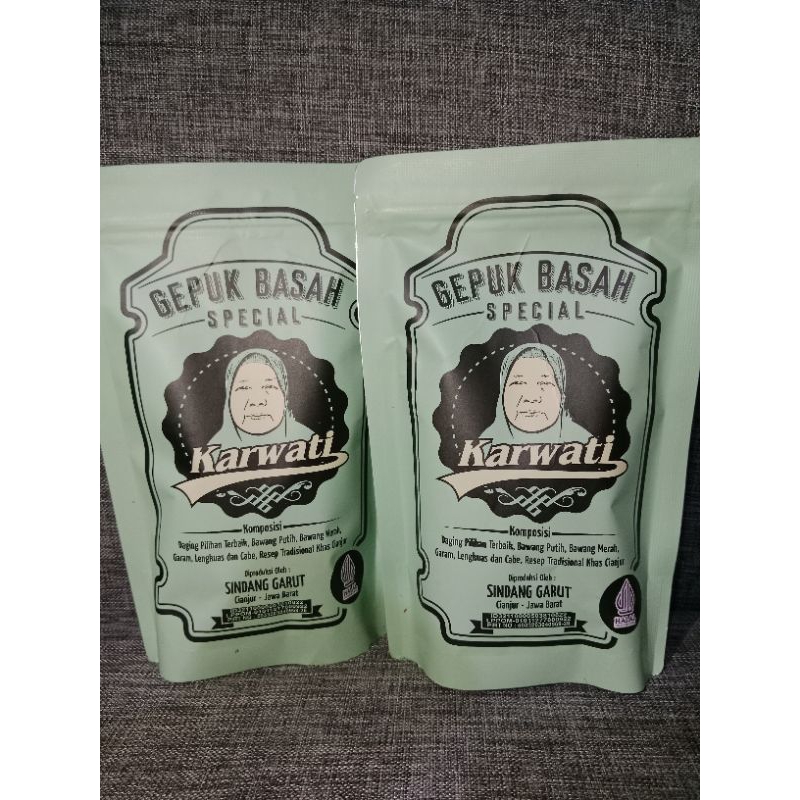 GEPUK BASAH
SPECIAL
Karwati
Komposisi
Daging Pilihan Terbaik, Bawang Putih, Bawang Merah,
Garam, Lengkuas dan Cabe, Resep Tradisional Khas Cianjur
Diproduksi Oleh :
SINDANG GARUT
Cianjur - Jawa Barat
GEPUK BASAH
SPECIAL
Karwati
Komposisi
Daging Pilihan Terbaik, Bawang Putih, Bawang Merah,
Garam, Lengkuas dan Cabe, Resep Tradisional Khas Cianjur
Diproduksi Oleh :
SINDANG GARUT
Cianjur - Jawa Barat